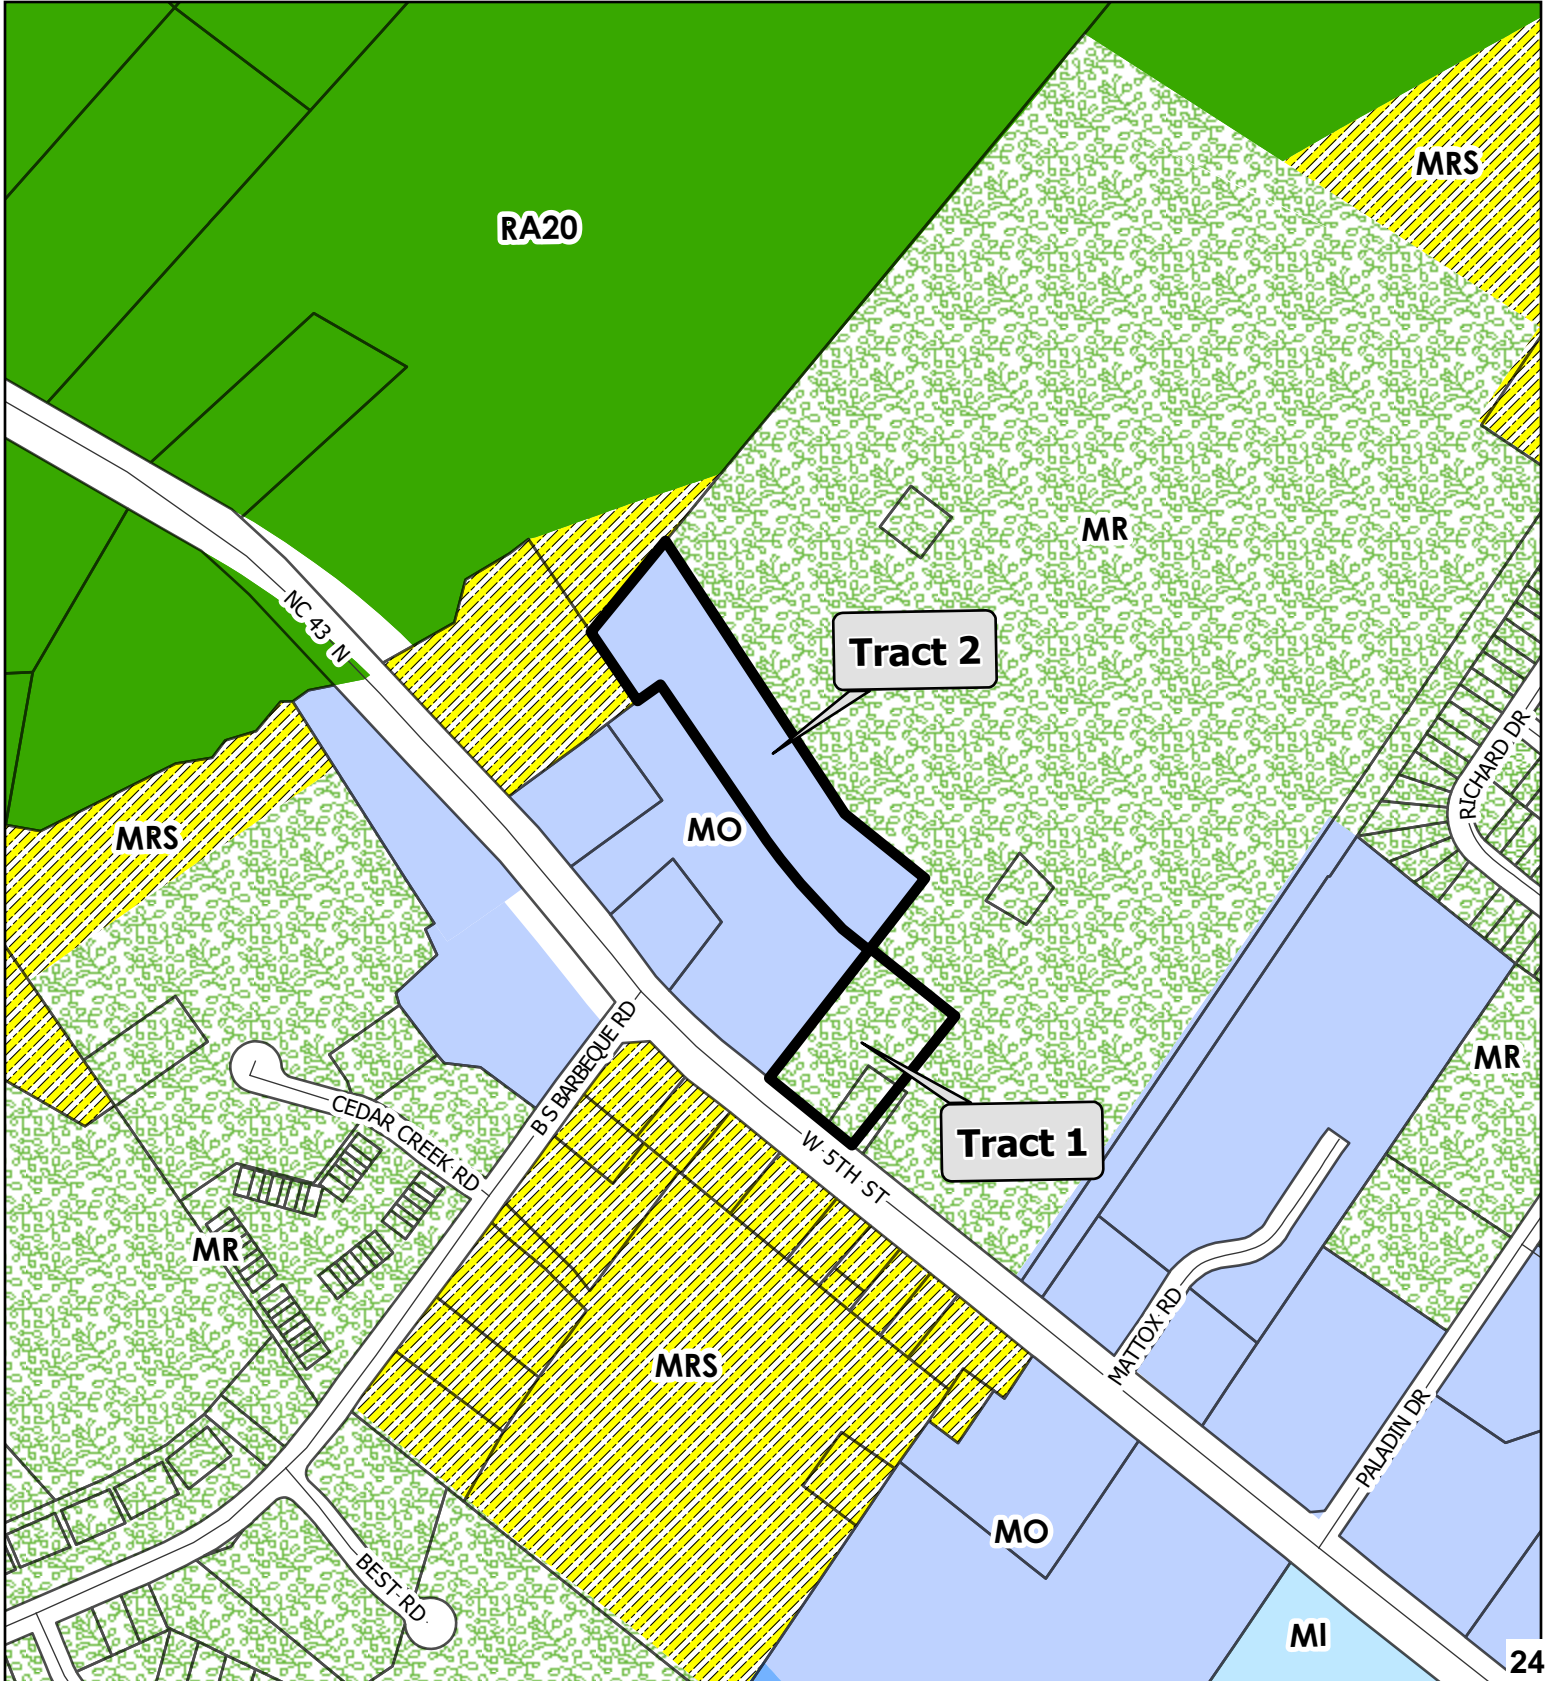 MRS
RA20
MR
NC 43 N
Tract 2
RICHARD DR
MRS
MO
B S BARBEQUE RD
MR
CEDAR CREEK RD
Tract 1
W 5TH ST
MR
MATTOX RD
MRS
PALADIN DR
MO
BEST RD
MI
24